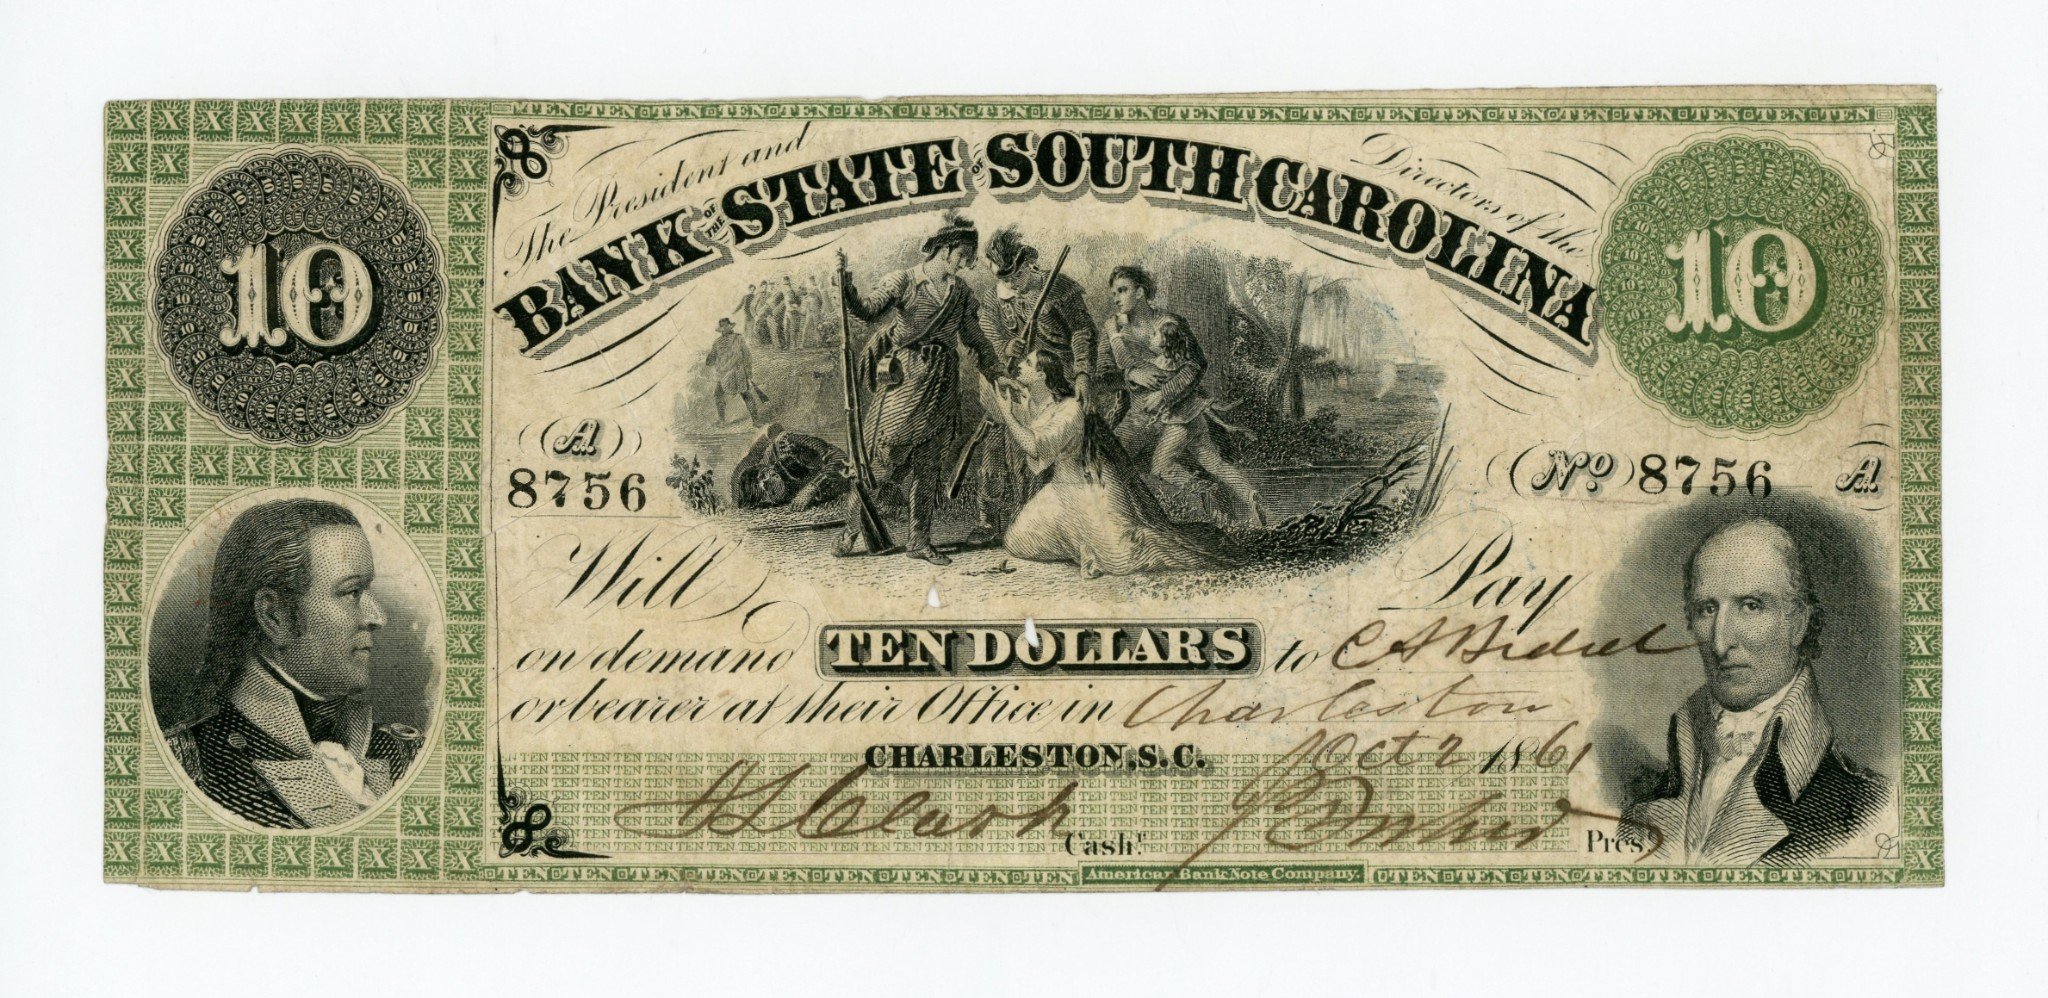 The President and Directors of the
BANK OF THE STATE OF SOUTH CAROLINA
10
10
A
8756
No 8756 A
Will Pay
on demand TEN DOLLARS to
or bearer at their Office in Charleston
CHARLESTON, S.C. Oct 2 1861
Clark Cash.r Pres.
American Bank Note Company.